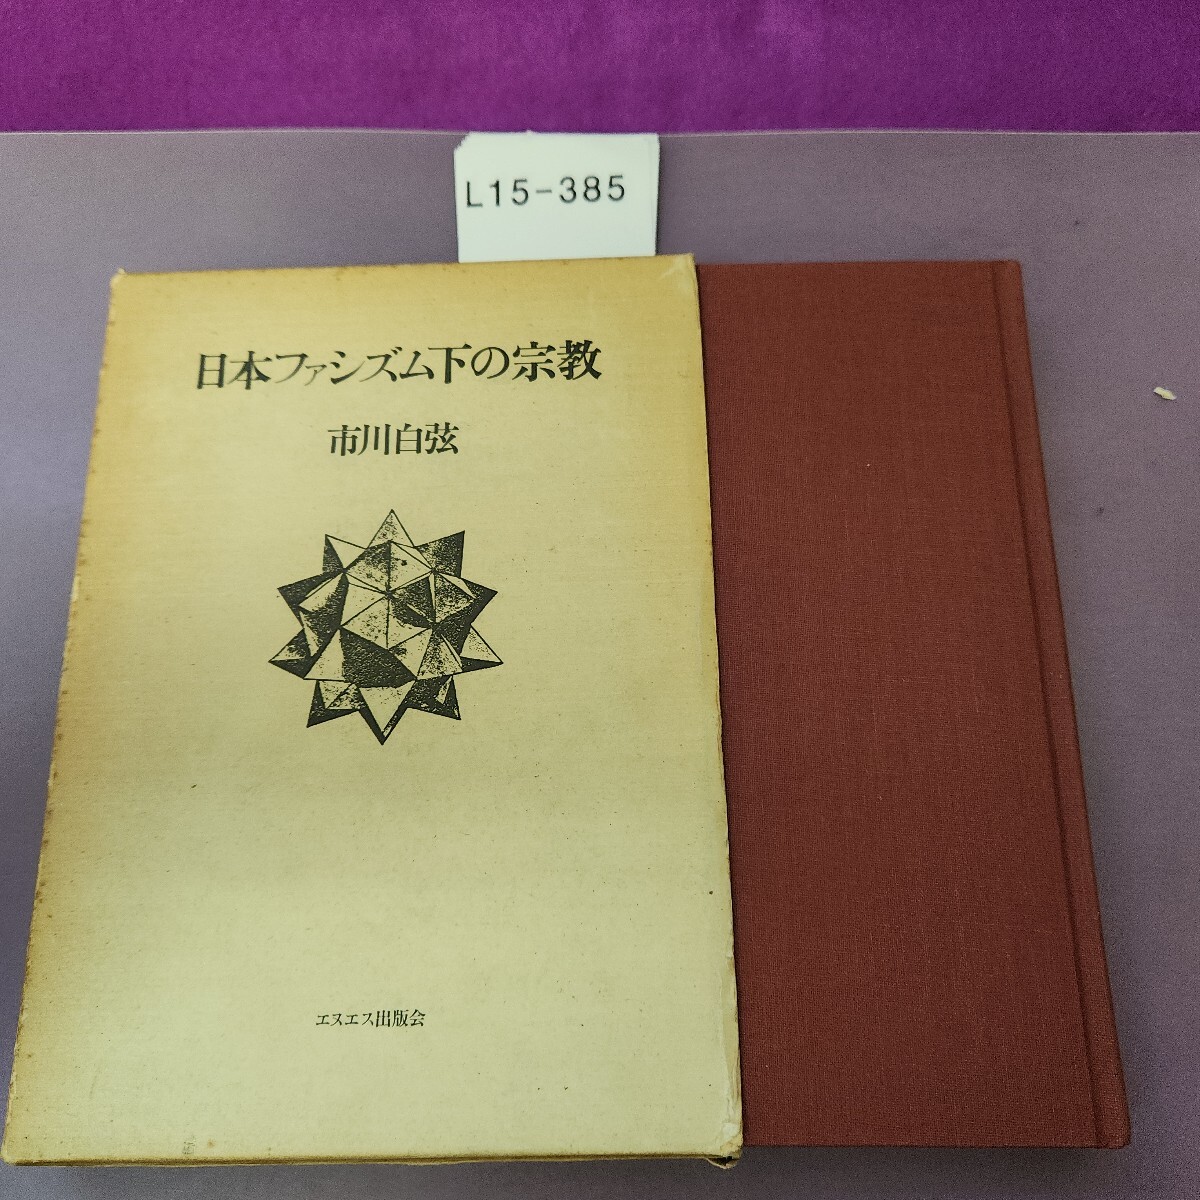 L15-385
日本ファシズム下の宗教
市川白弦
エヌエス出版会